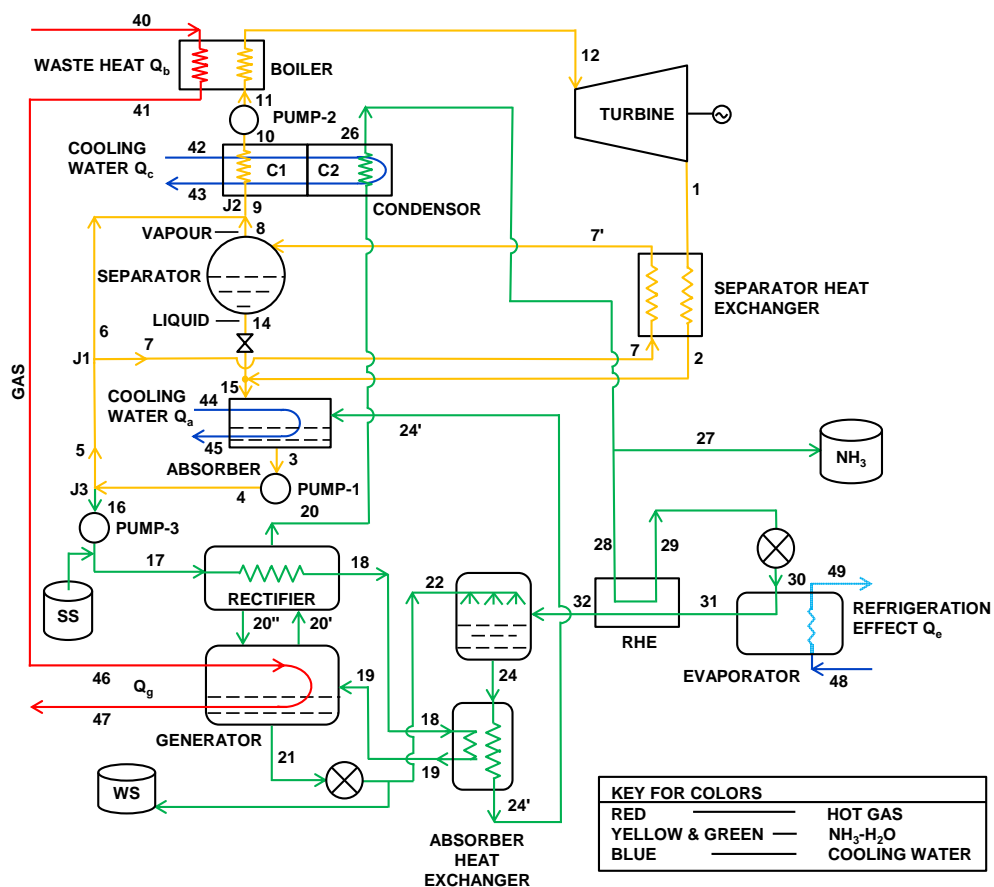 40
WASTE HEAT Qb
BOILER
12
41
11
PUMP-2
TURBINE
26
COOLING
WATER Qc
42
10
C1
C2
43
J2
9
CONDENSOR
1
VAPOUR
8
7'
SEPARATOR
SEPARATOR HEAT
EXCHANGER
LIQUID
14
6
J1
7
7
2
GAS
COOLING
WATER Qa
15
44
45
24'
27
NH3
5
ABSORBER
3
J3
4
PUMP-1
16
PUMP-3
20
17
18
RECTIFIER
SS
20"
20'
22
28
29
30
49
32
31
RHE
REFRIGERATION
EFFECT Qe
EVAPORATOR
48
46
Qg
47
19
24
GENERATOR
18
19
21
WS
24'
ABSORBER
HEAT
EXCHANGER
KEY FOR COLORS
RED HOT GAS
YELLOW & GREEN NH3-H2O
BLUE COOLING WATER